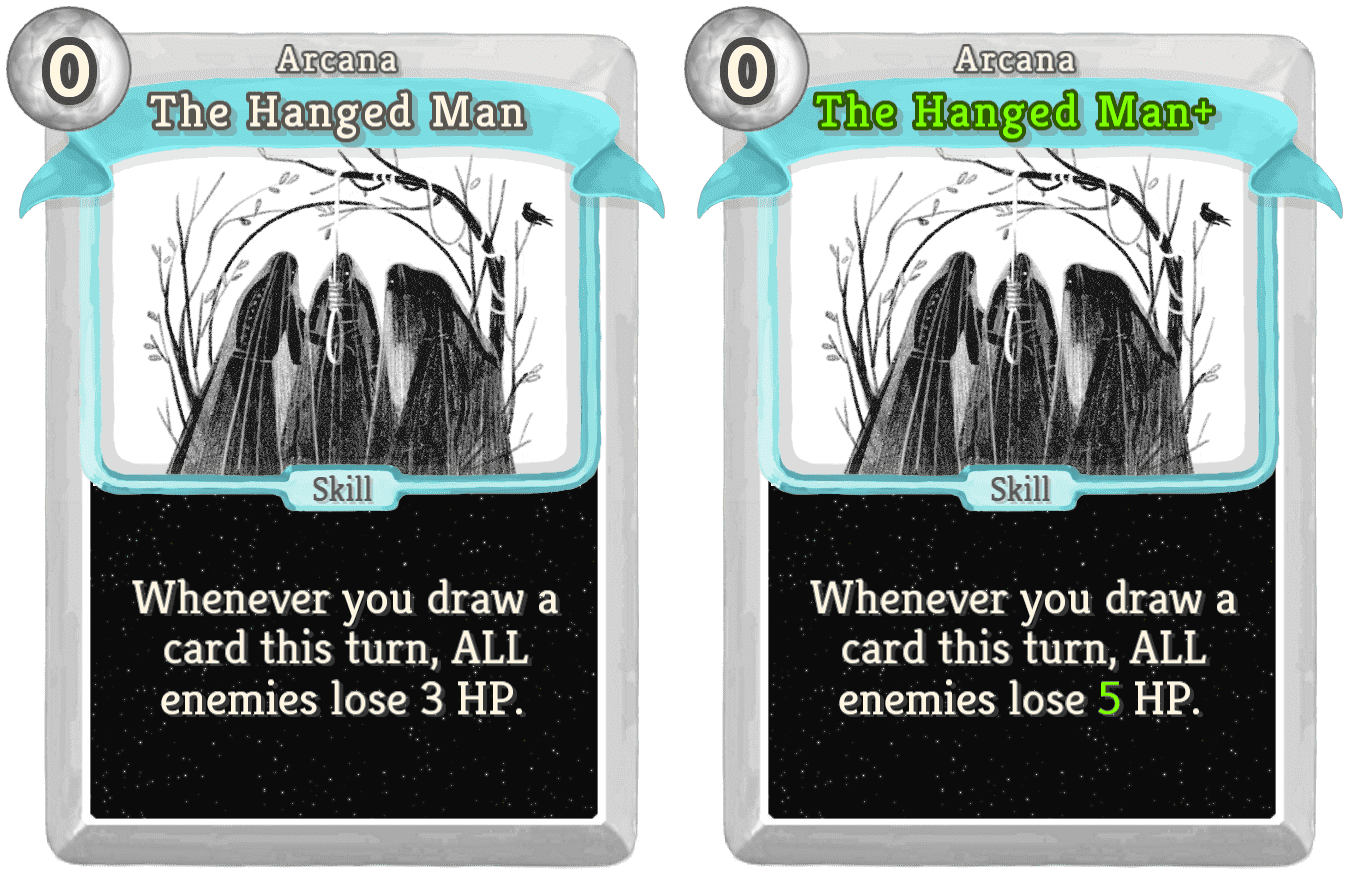 0
Arcana
The Hanged Man
Skill
Whenever you draw a
card this turn, ALL
enemies lose 3 HP.
0
Arcana
The Hanged Man+
Skill
Whenever you draw a
card this turn, ALL
enemies lose 5 HP.